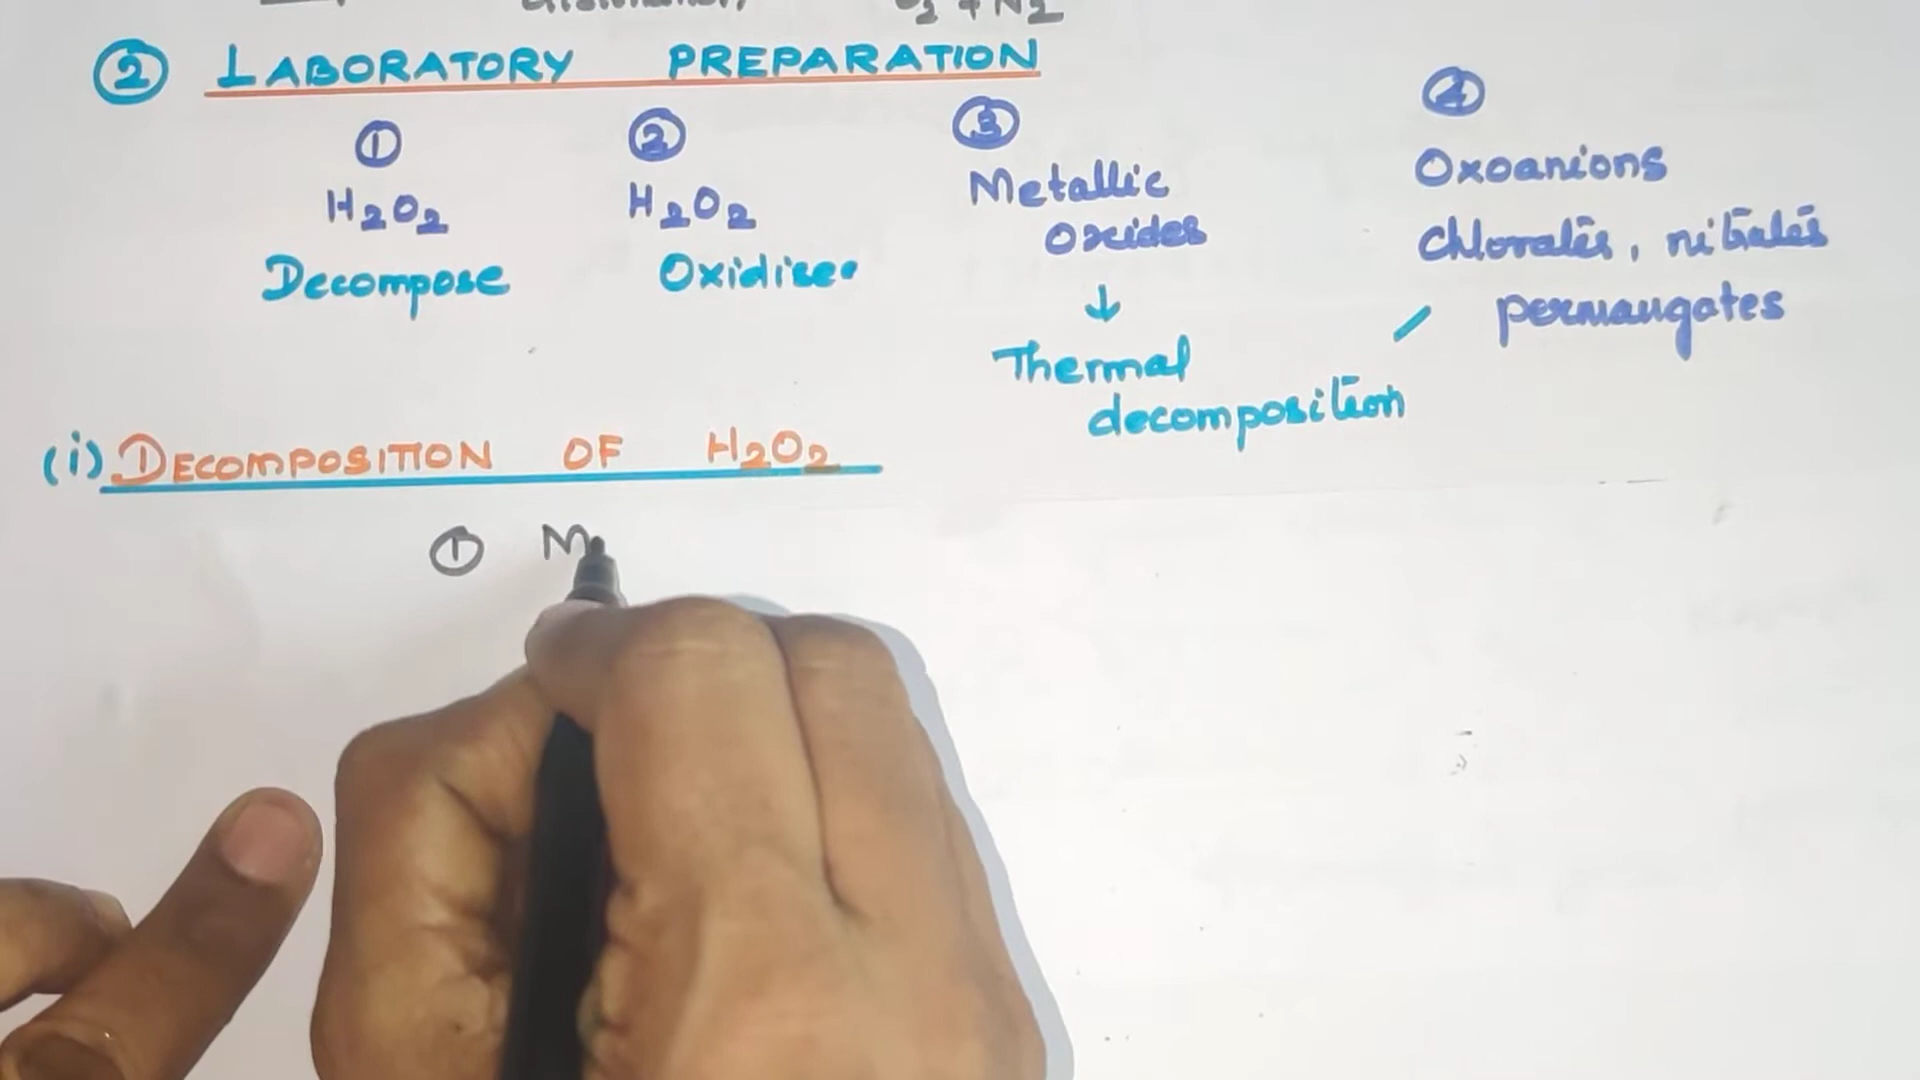 ② LABORATORY PREPARATION
①
H₂O₂
Decompose
②
H₂O₂
Oxidiser
③
Metallic
oxides
↓
Thermal
decomposition
④
Oxoanions
chlorates, nitrates
permangates
(i) DECOMPOSITION OF H₂O₂
① M